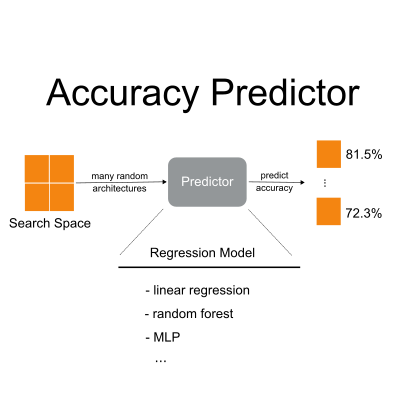 Accuracy Predictor
many random
architectures
Search Space
Predictor
predict
accuracy
81.5%
...
72.3%
Regression Model
- linear regression
- random forest
- MLP
...